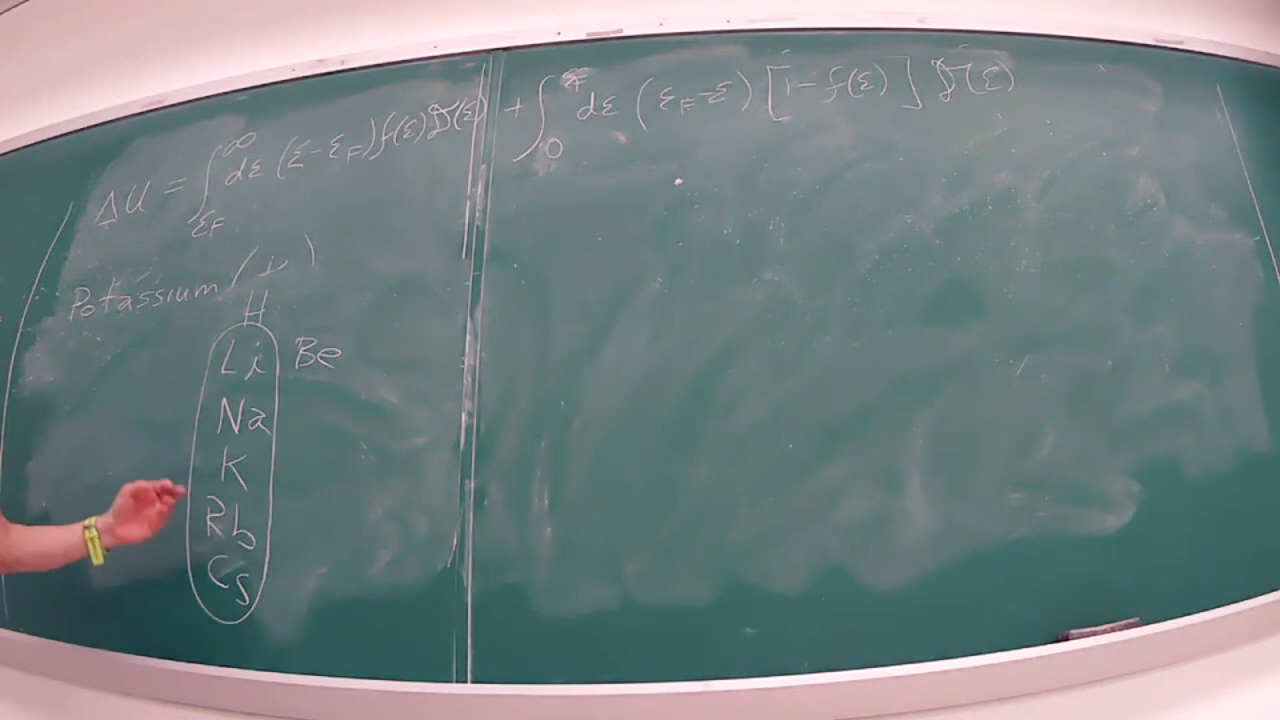 ΔU = ∫_{ε_F}^{∞} dε (ε-ε_F) f(ε) 𝒟(ε) + ∫_0^{ε_F} dε (ε_F-ε) [1-f(ε)] 𝒟(ε)
Potassium ( )
H
Li Be
Na
K
Rb
Cs